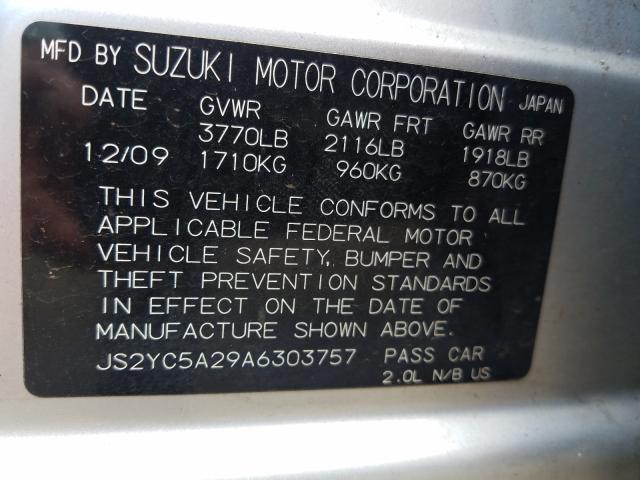 MFD BY SUZUKI MOTOR CORPORATION JAPAN
DATE GVWR GAWR FRT GAWR RR
3770LB 2116LB 1918LB
12/09 1710KG 960KG 870KG
THIS VEHICLE CONFORMS TO ALL
APPLICABLE FEDERAL MOTOR
VEHICLE SAFETY, BUMPER AND
THEFT PREVENTION STANDARDS
IN EFFECT ON THE DATE OF
MANUFACTURE SHOWN ABOVE.
JS2YC5A29A6303757 PASS CAR
2.0L N/B US